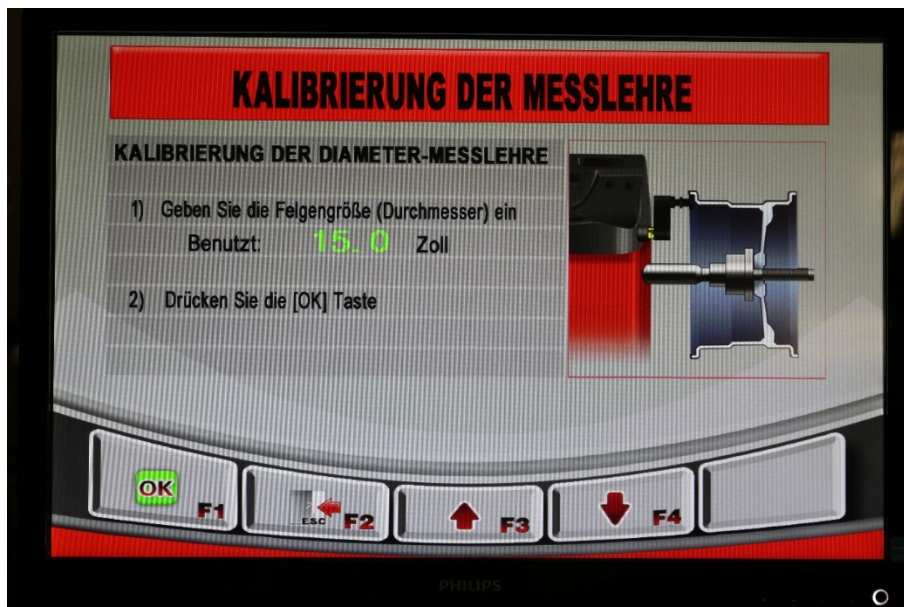 KALIBRIERUNG DER MESSLEHRE
KALIBRIERUNG DER DIAMETER-MESSLEHRE
1) Geben Sie die Felgengröße (Durchmesser) ein
Benutzt: 15.0 Zoll
2) Drücken Sie die [OK] Taste
OK F1
ESC F2
F3
F4
PHILIPS